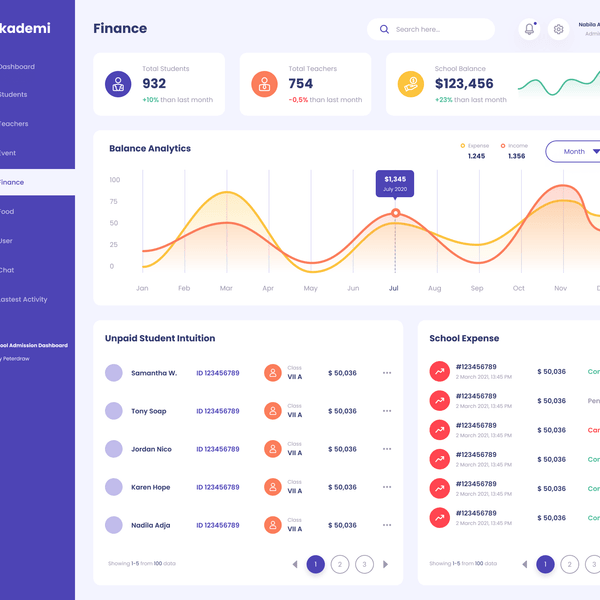 kademi
Dashboard
Students
Teachers
Event
Finance
Food
User
Chat
Lastest Activity
ool Admission Dashboard
y Peterdraw
Finance
Search here...
Nabila A
Admi
Total Students
932
+10% than last month
Total Teachers
754
-0,5% than last month
School Balance
$123,456
+23% than last month
Balance Analytics
Expense
1.245
Income
1.356
Month
100
75
50
25
0
$1,345
July 2020
Jan Feb Mar Apr May Jun Jul Aug Sep Oct Nov D
Unpaid Student Intuition
Samantha W. ID 123456789 Class VII A $ 50,036
Tony Soap ID 123456789 Class VII A $ 50,036
Jordan Nico ID 123456789 Class VII A $ 50,036
Karen Hope ID 123456789 Class VII A $ 50,036
Nadila Adja ID 123456789 Class VII A $ 50,036
Showing 1-5 from 100 data
1 2 3
School Expense
#123456789 $ 50,036 Con
2 March 2021, 13:45 PM
#123456789 $ 50,036 Pen
2 March 2021, 13:45 PM
#123456789 $ 50,036 Can
2 March 2021, 13:45 PM
#123456789 $ 50,036 Con
2 March 2021, 13:45 PM
#123456789 $ 50,036 Con
2 March 2021, 13:45 PM
#123456789 $ 50,036 Con
2 March 2021, 13:45 PM
Showing 1-5 from 100 data
1 2 3